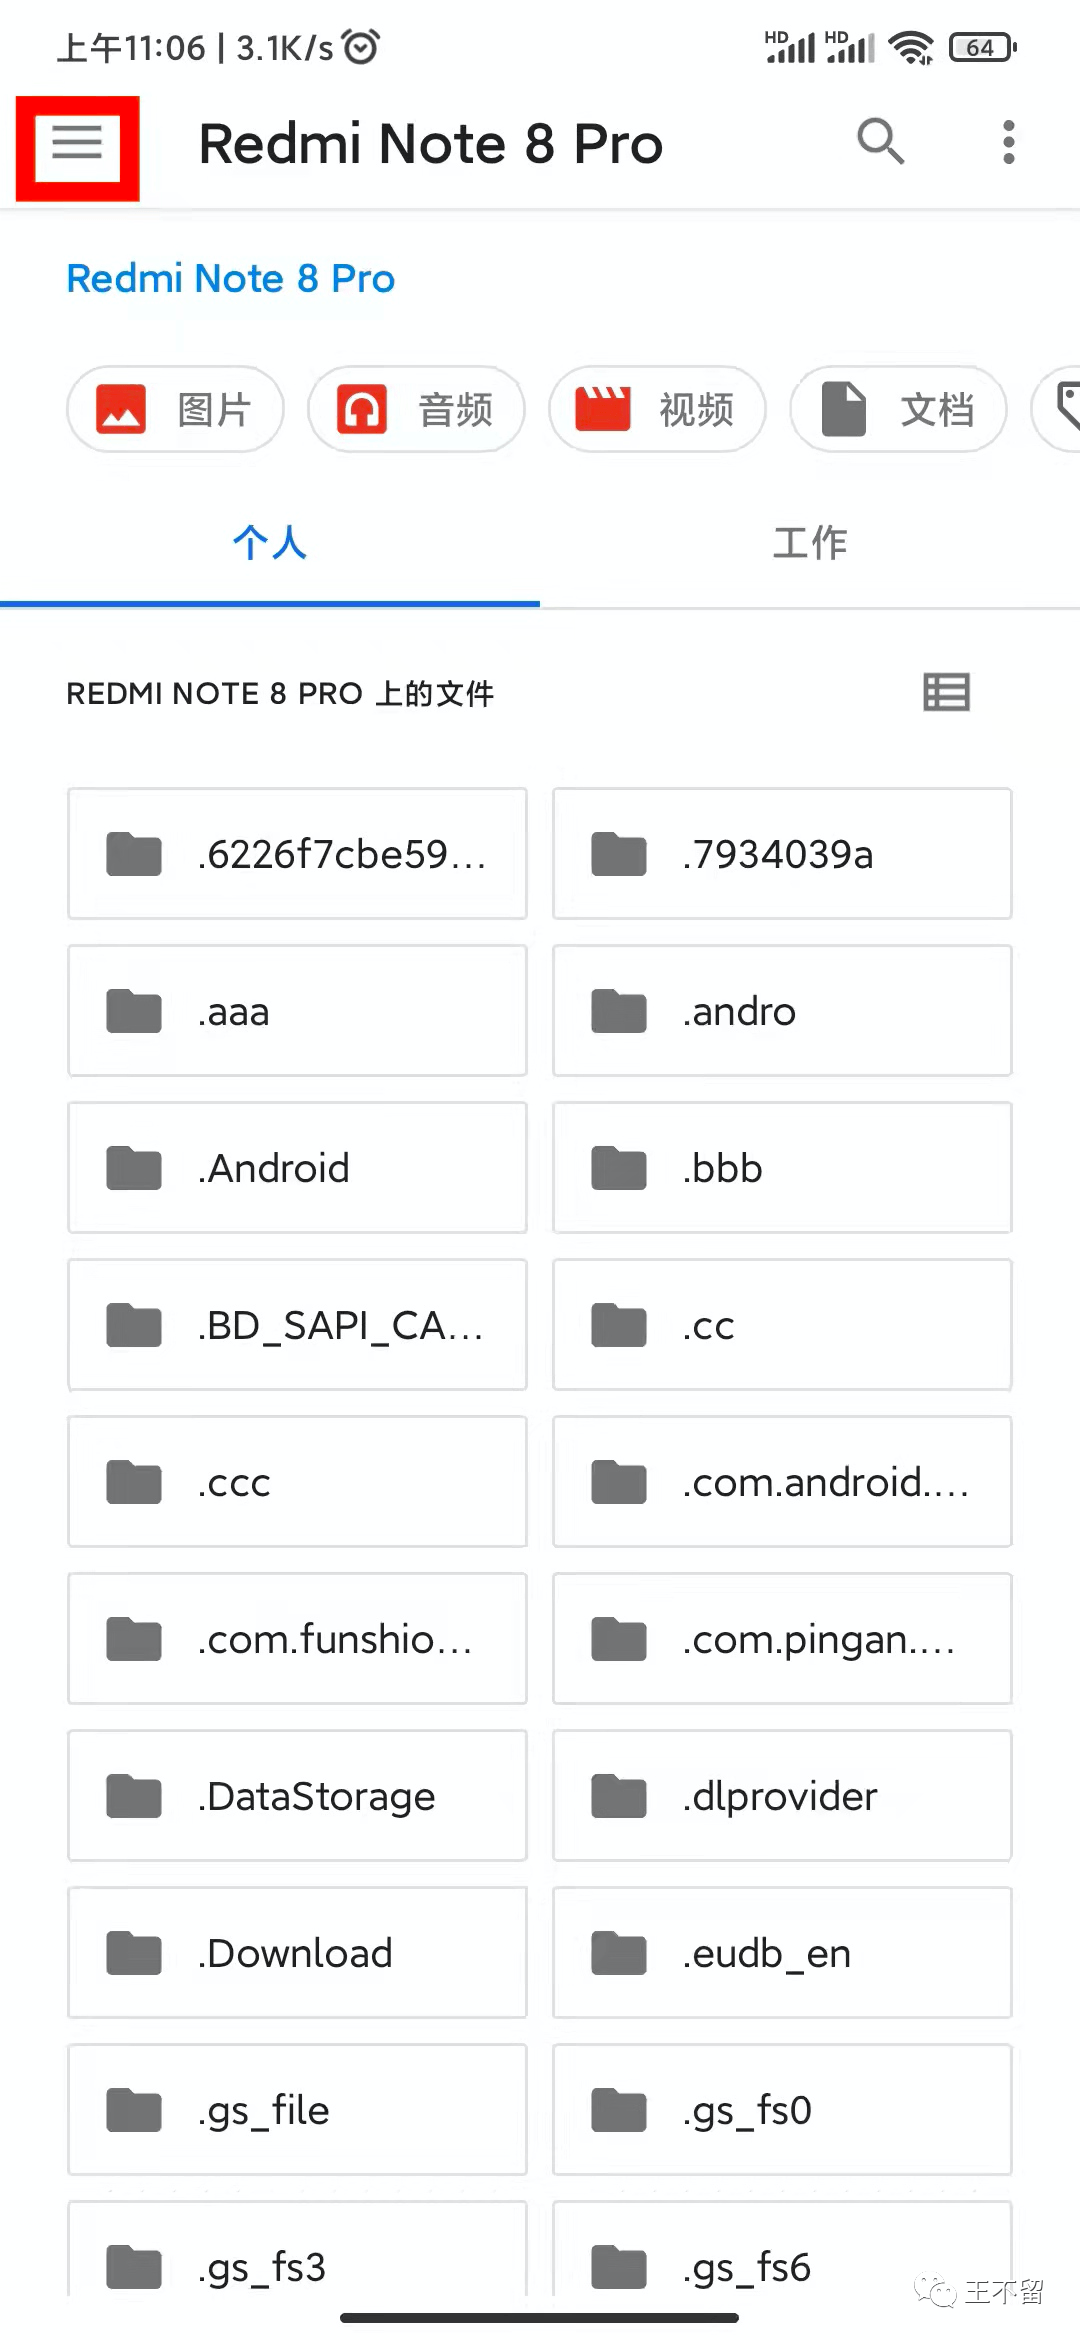 上午11:06 | 3.1K/s HD HD 64
Redmi Note 8 Pro
Redmi Note 8 Pro
图片 音频 视频 文档
个人 工作
REDMI NOTE 8 PRO 上的文件
.6226f7cbe59... .7934039a
.aaa .andro
.Android .bbb
.BD_SAPI_CA... .cc
.ccc .com.android....
.com.funshio... .com.pingan....
.DataStorage .dlprovider
.Download .eudb_en
.gs_file .gs_fs0
.gs_fs3 .gs_fs6
王不留